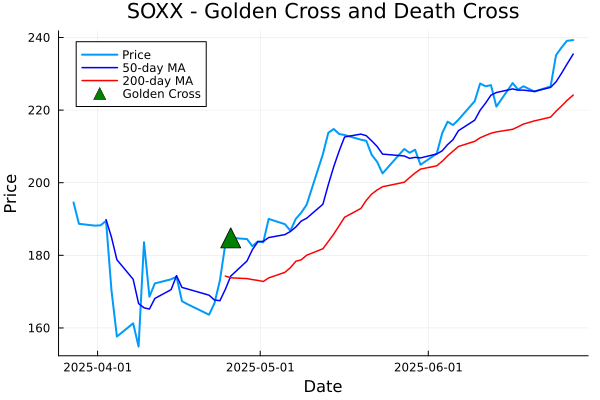 SOXX - Golden Cross and Death Cross
Price
50-day MA
200-day MA
Golden Cross
240
220
200
180
160
Price
2025-04-01
2025-05-01
2025-06-01
Date